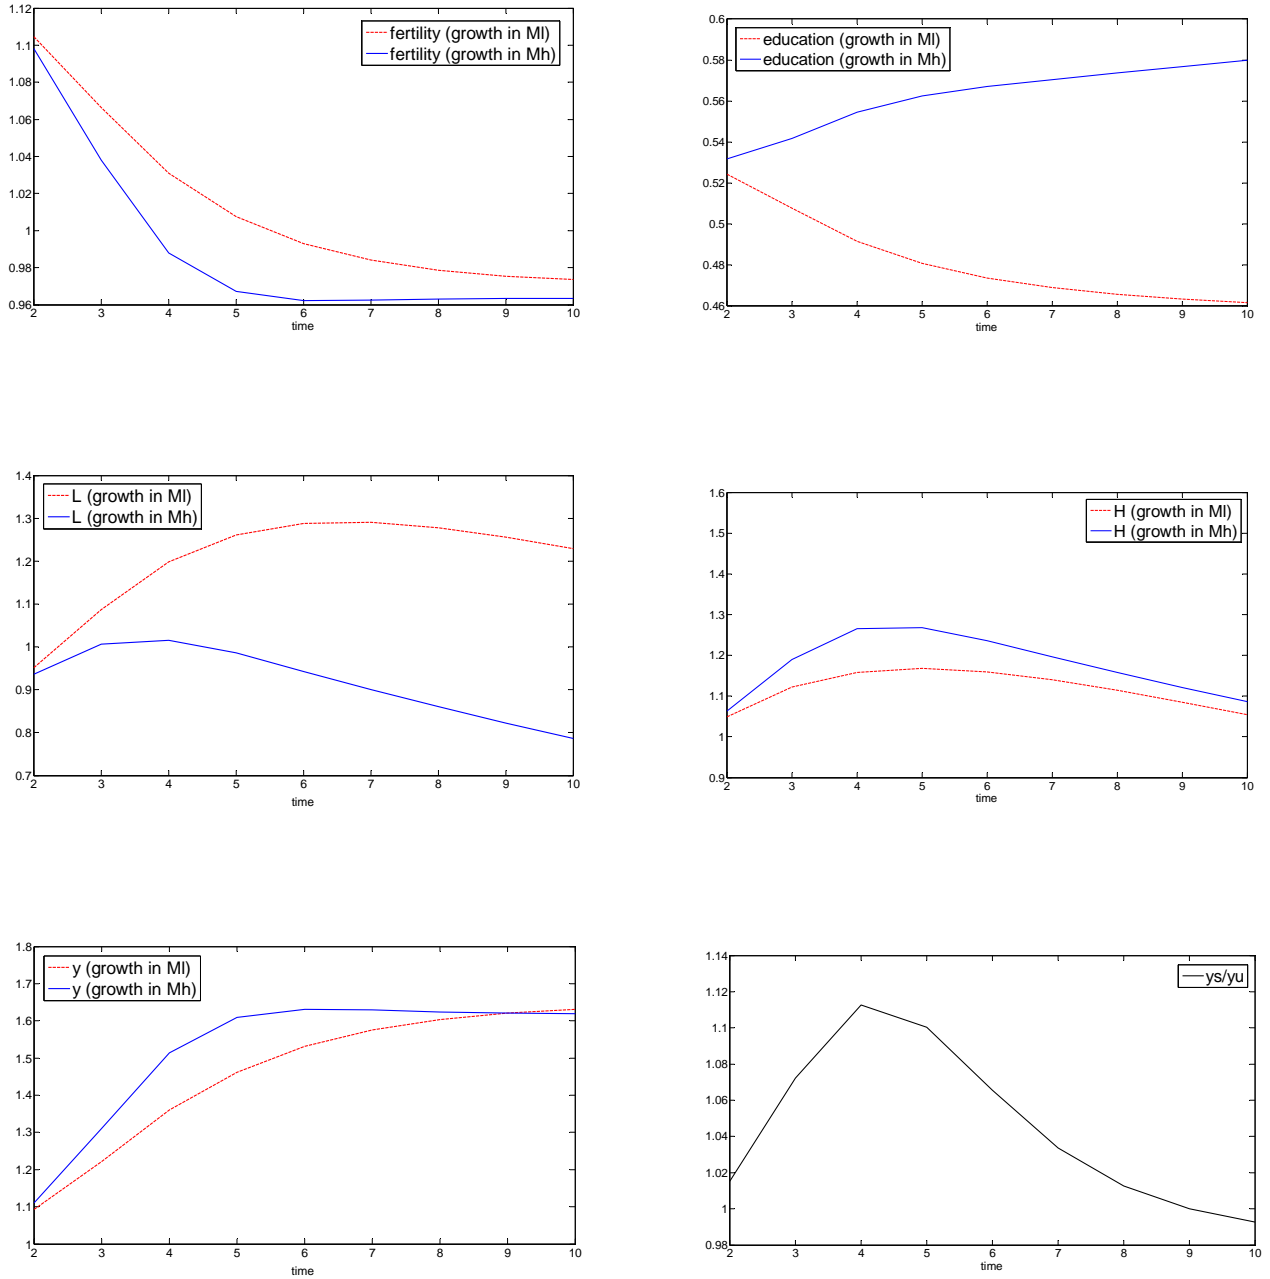 1.12
1.1
1.08
1.06
1.04
1.02
1
0.98
0.96
fertility (growth in Ml)
fertility (growth in Mh)
2 3 4 5 6 7 8 9 10
time
0.6
0.58
0.56
0.54
0.52
0.5
0.48
0.46
education (growth in Ml)
education (growth in Mh)
2 3 4 5 6 7 8 9 10
time
1.4
1.3
1.2
1.1
1
0.9
0.8
0.7
L (growth in Ml)
L (growth in Mh)
2 3 4 5 6 7 8 9 10
time
1.6
1.5
1.4
1.3
1.2
1.1
1
0.9
H (growth in Ml)
H (growth in Mh)
2 3 4 5 6 7 8 9 10
time
1.8
1.7
1.6
1.5
1.4
1.3
1.2
1.1
1
y (growth in Ml)
y (growth in Mh)
2 3 4 5 6 7 8 9 10
time
1.14
1.12
1.1
1.08
1.06
1.04
1.02
1
0.98
ys/yu
2 3 4 5 6 7 8 9 10